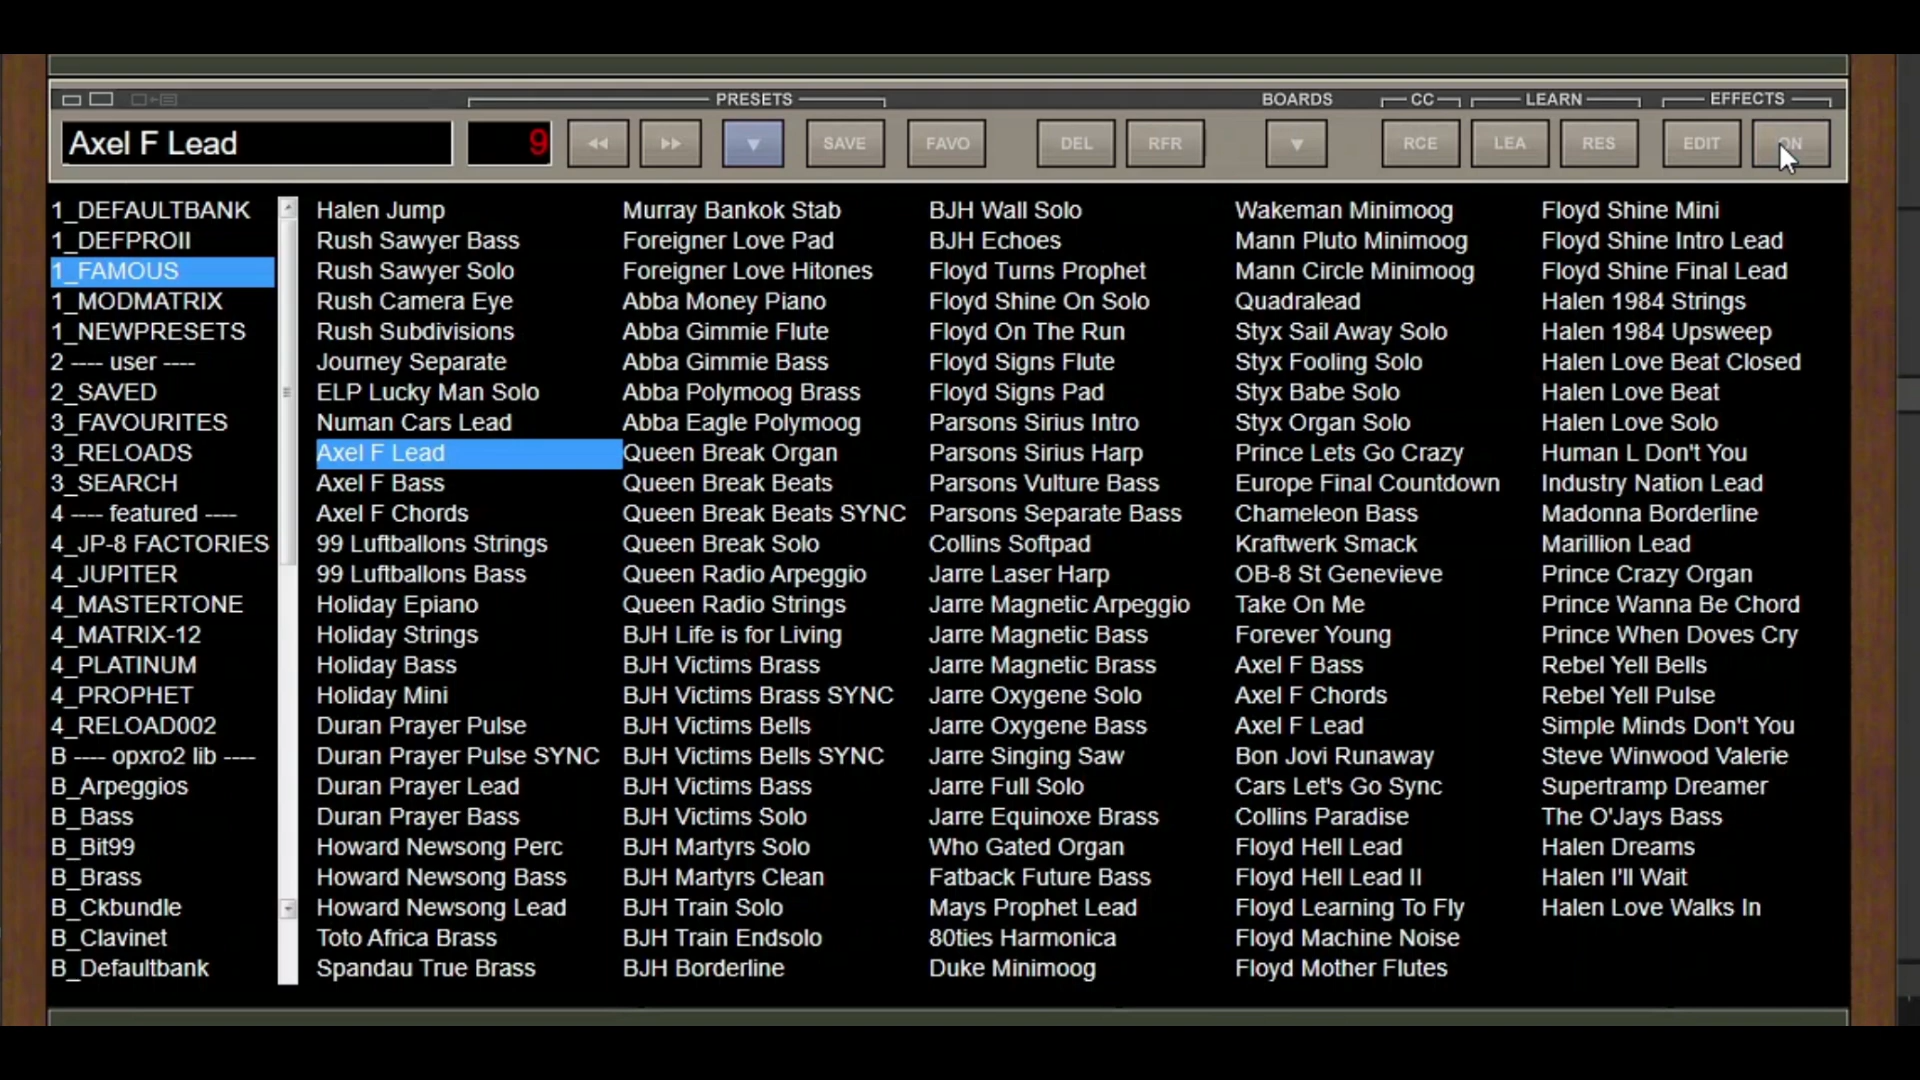 PRESETS BOARDS CC LEARN EFFECTS
Axel F Lead 9 SAVE FAVO DEL RFR RCE LEA RES EDIT ON
1_DEFAULTBANK
1_DEFPROII
1_FAMOUS
1_MODMATRIX
1_NEWPRESETS
2 ---- user ----
2_SAVED
3_FAVOURITES
3_RELOADS
3_SEARCH
4 ---- featured ----
4_JP-8 FACTORIES
4_JUPITER
4_MASTERTONE
4_MATRIX-12
4_PLATINUM
4_PROPHET
4_RELOAD002
B ---- opxro2 lib ----
B_Arpeggios
B_Bass
B_Bit99
B_Brass
B_Ckbundle
B_Clavinet
B_Defaultbank
Halen Jump
Rush Sawyer Bass
Rush Sawyer Solo
Rush Camera Eye
Rush Subdivisions
Journey Separate
ELP Lucky Man Solo
Numan Cars Lead
Axel F Lead
Axel F Bass
Axel F Chords
99 Luftballons Strings
99 Luftballons Bass
Holiday Epiano
Holiday Strings
Holiday Bass
Holiday Mini
Duran Prayer Pulse
Duran Prayer Pulse SYNC
Duran Prayer Lead
Duran Prayer Bass
Howard Newsong Perc
Howard Newsong Bass
Howard Newsong Lead
Toto Africa Brass
Spandau True Brass
Murray Bankok Stab
Foreigner Love Pad
Foreigner Love Hitones
Abba Money Piano
Abba Gimmie Flute
Abba Gimmie Bass
Abba Polymoog Brass
Abba Eagle Polymoog
Queen Break Organ
Queen Break Beats
Queen Break Beats SYNC
Queen Break Solo
Queen Radio Arpeggio
Queen Radio Strings
BJH Life is for Living
BJH Victims Brass
BJH Victims Brass SYNC
BJH Victims Bells
BJH Victims Bells SYNC
BJH Victims Bass
BJH Victims Solo
BJH Martyrs Solo
BJH Martyrs Clean
BJH Train Solo
BJH Train Endsolo
BJH Borderline
BJH Wall Solo
BJH Echoes
Floyd Turns Prophet
Floyd Shine On Solo
Floyd On The Run
Floyd Signs Flute
Floyd Signs Pad
Parsons Sirius Intro
Parsons Sirius Harp
Parsons Vulture Bass
Parsons Separate Bass
Collins Softpad
Jarre Laser Harp
Jarre Magnetic Arpeggio
Jarre Magnetic Bass
Jarre Magnetic Brass
Jarre Oxygene Solo
Jarre Oxygene Bass
Jarre Singing Saw
Jarre Full Solo
Jarre Equinoxe Brass
Who Gated Organ
Fatback Future Bass
Mays Prophet Lead
80ties Harmonica
Duke Minimoog
Wakeman Minimoog
Mann Pluto Minimoog
Mann Circle Minimoog
Quadralead
Styx Sail Away Solo
Styx Fooling Solo
Styx Babe Solo
Styx Organ Solo
Prince Lets Go Crazy
Europe Final Countdown
Chameleon Bass
Kraftwerk Smack
OB-8 St Genevieve
Take On Me
Forever Young
Axel F Bass
Axel F Chords
Axel F Lead
Bon Jovi Runaway
Cars Let's Go Sync
Collins Paradise
Floyd Hell Lead
Floyd Hell Lead II
Floyd Learning To Fly
Floyd Machine Noise
Floyd Mother Flutes
Floyd Shine Mini
Floyd Shine Intro Lead
Floyd Shine Final Lead
Halen 1984 Strings
Halen 1984 Upsweep
Halen Love Beat Closed
Halen Love Beat
Halen Love Solo
Human L Don't You
Industry Nation Lead
Madonna Borderline
Marillion Lead
Prince Crazy Organ
Prince Wanna Be Chord
Prince When Doves Cry
Rebel Yell Bells
Rebel Yell Pulse
Simple Minds Don't You
Steve Winwood Valerie
Supertramp Dreamer
The O'Jays Bass
Halen Dreams
Halen I'll Wait
Halen Love Walks In